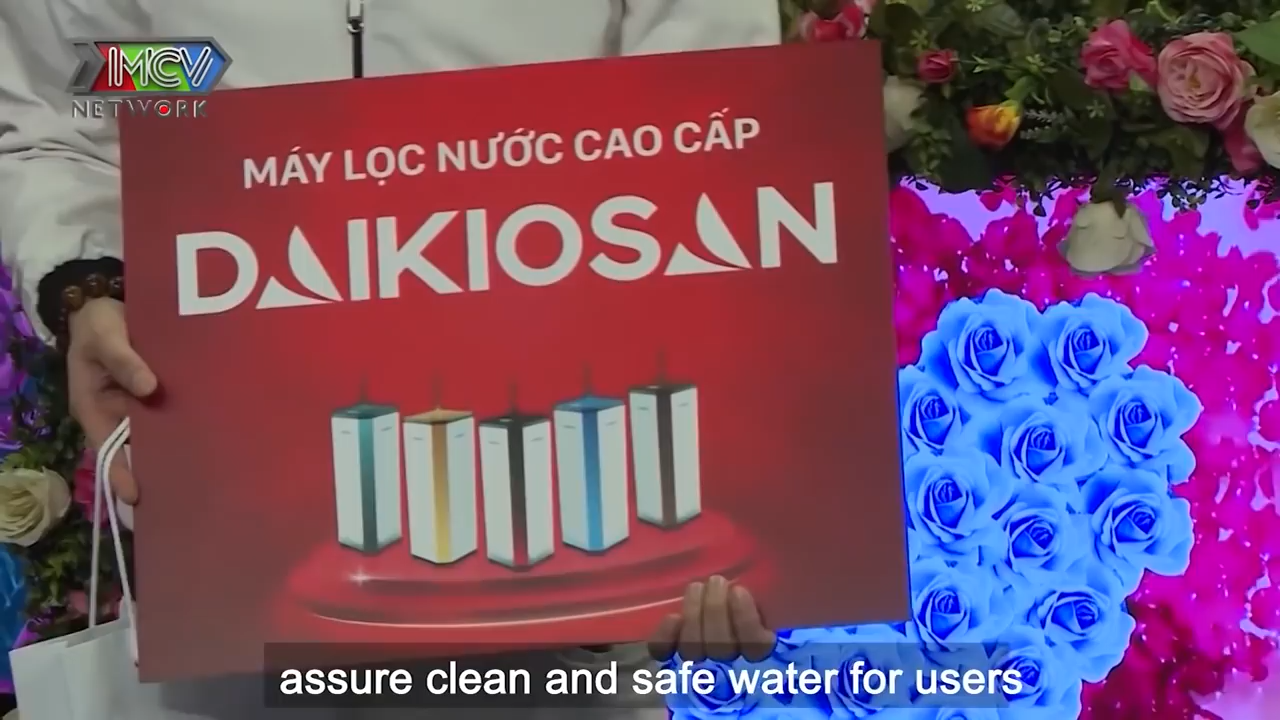 MCV
NETWORK
MÁY LỌC NƯỚC CAO CẤP
DAIKIOSAN
assure clean and safe water for users